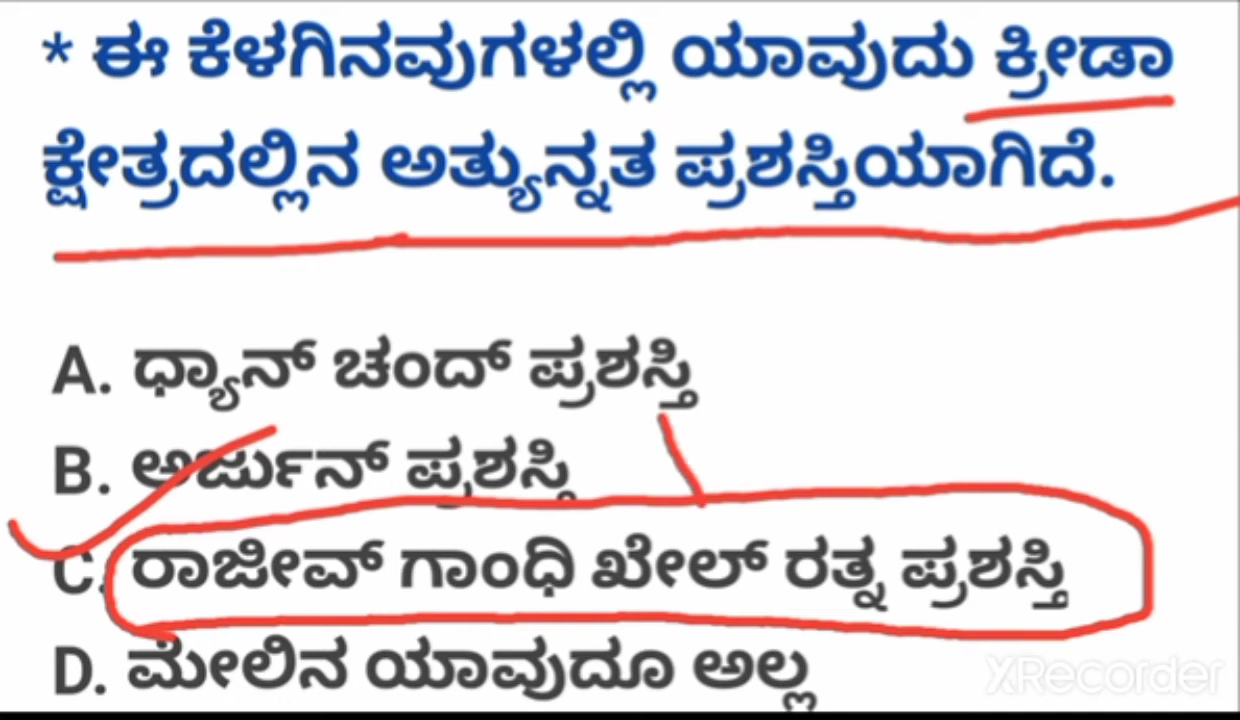 * ಈ ಕೆಳಗಿನವುಗಳಲ್ಲಿ ಯಾವುದು ಕ್ರೀಡಾ
ಕ್ಷೇತ್ರದಲ್ಲಿನ ಅತ್ಯುನ್ನತ ಪ್ರಶಸ್ತಿಯಾಗಿದೆ.
A. ಧ್ಯಾನ್ ಚಂದ್ ಪ್ರಶಸ್ತಿ
B. ಅರ್ಜುನ್ ಪ್ರಶಸ್ತಿ
C. ರಾಜೀವ್ ಗಾಂಧಿ ಖೇಲ್ ರತ್ನ ಪ್ರಶಸ್ತಿ
D. ಮೇಲಿನ ಯಾವುದೂ ಅಲ್ಲ
XRecorder